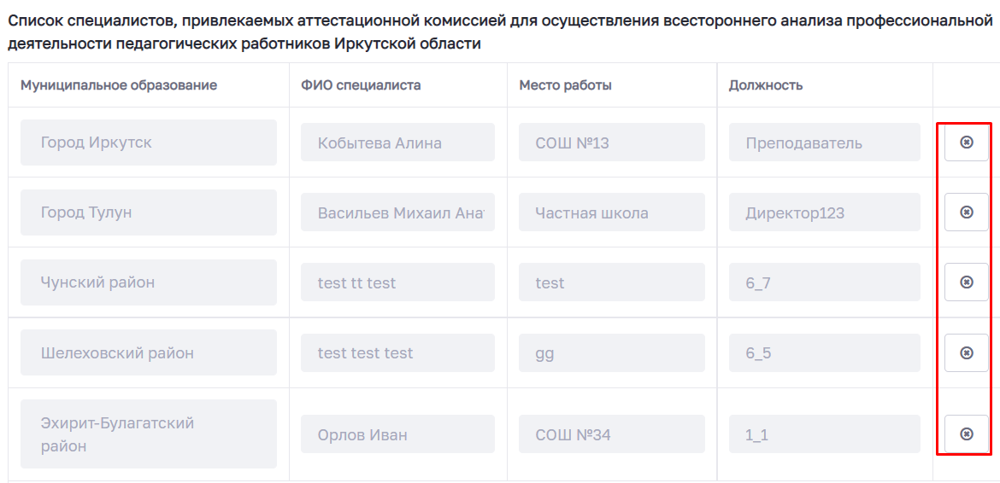 Список специалистов, привлекаемых аттестационной комиссией для осуществления всестороннего анализа профессиональной
деятельности педагогических работников Иркутской области
Муниципальное образование ФИО специалиста Место работы Должность
Город Иркутск Кобытева Алина СОШ №13 Преподаватель
Город Тулун Васильев Михаил Анат Частная школа Директор123
Чунский район test tt test test 6_7
Шелеховский район test test test gg 6_5
Эхирит-Булагатский
район Орлов Иван СОШ №34 1_1